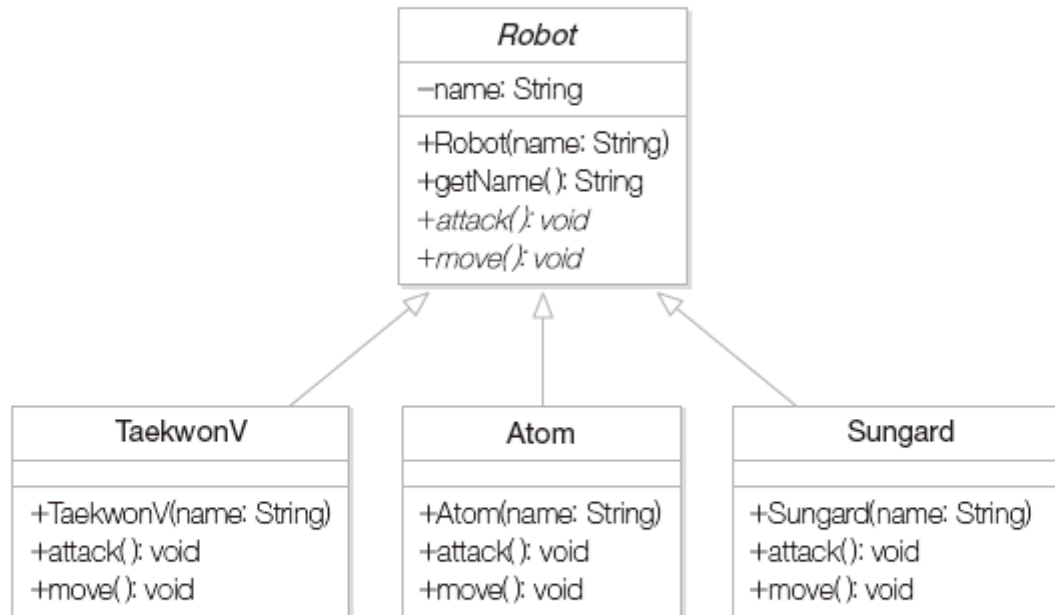 Robot
–name: String
+Robot(name: String)
+getName( ): String
+attack( ): void
+move( ): void
TaekwonV
+TaekwonV(name: String)
+attack( ): void
+move( ): void
Atom
+Atom(name: String)
+attack( ): void
+move( ): void
Sungard
+Sungard(name: String)
+attack( ): void
+move( ): void